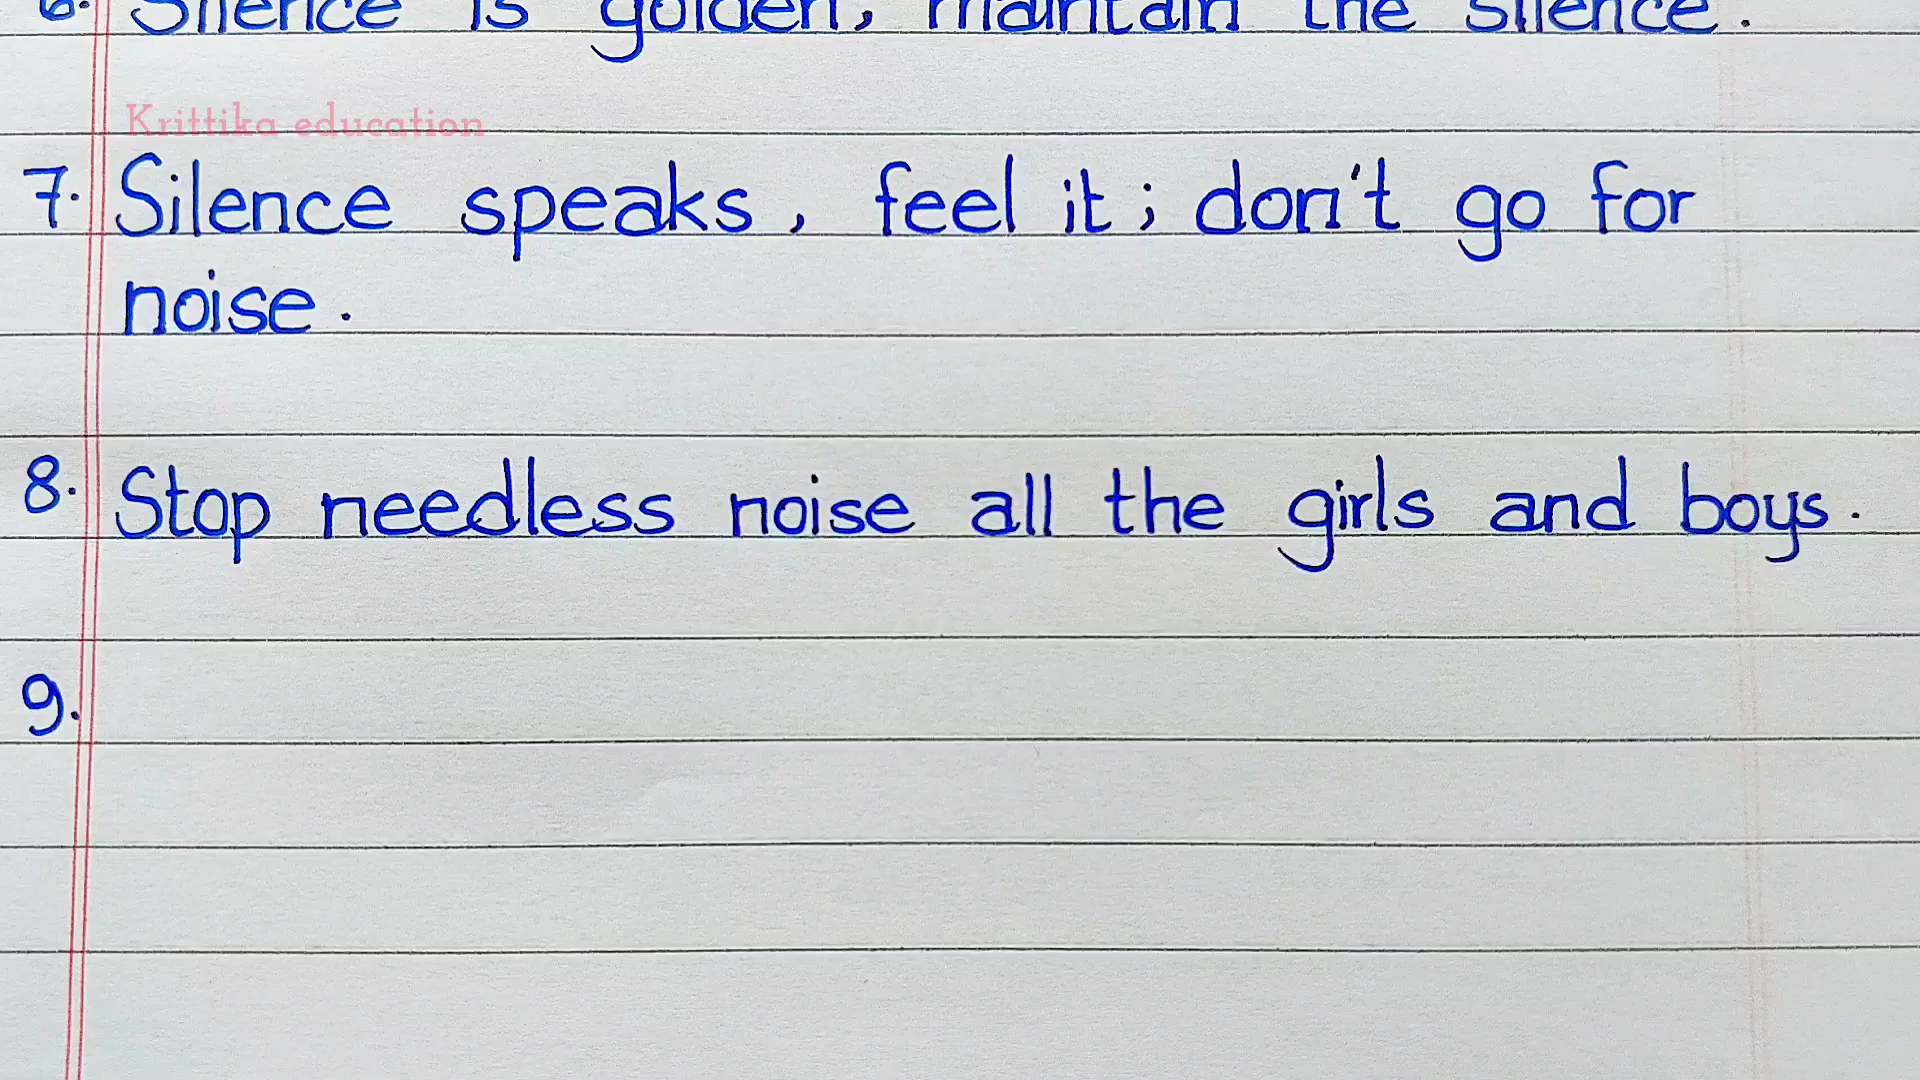 6. Silence is golden, maintain the silence.
Krittika education
7. Silence speaks, feel it; don't go for
noise.
8. Stop needless noise all the girls and boys.
9.